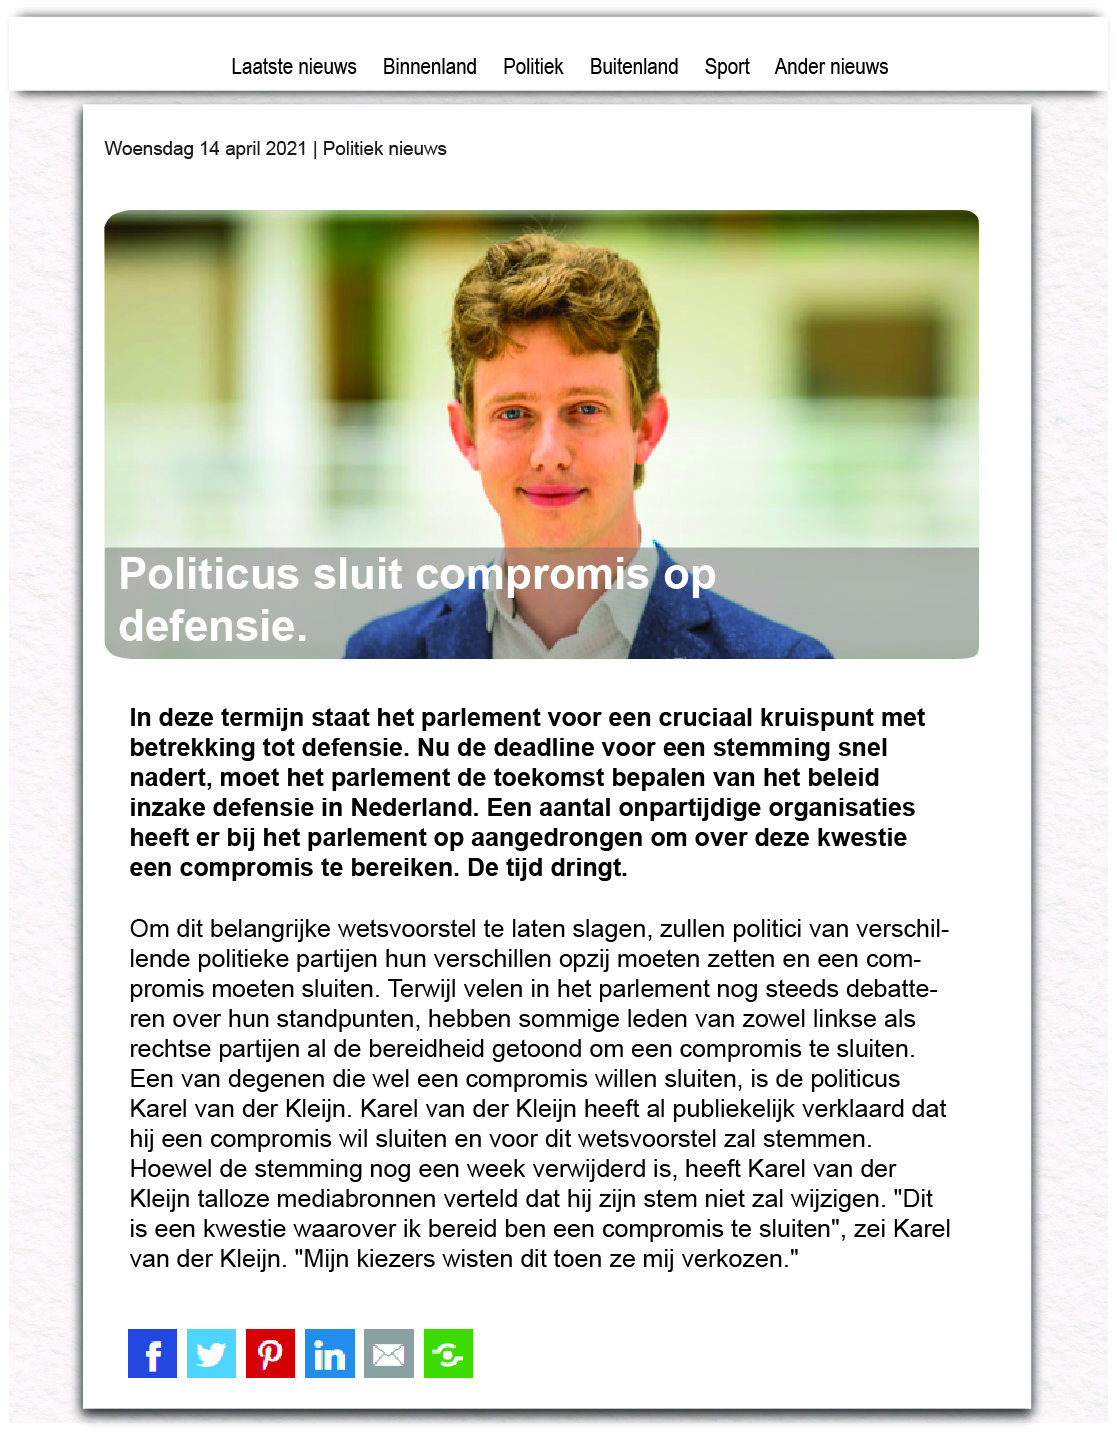 Laatste nieuws Binnenland Politiek Buitenland Sport Ander nieuws
Woensdag 14 april 2021 | Politiek nieuws
Politicus sluit compromis op
defensie.
In deze termijn staat het parlement voor een cruciaal kruispunt met
betrekking tot defensie. Nu de deadline voor een stemming snel
nadert, moet het parlement de toekomst bepalen van het beleid
inzake defensie in Nederland. Een aantal onpartijdige organisaties
heeft er bij het parlement op aangedrongen om over deze kwestie
een compromis te bereiken. De tijd dringt.
Om dit belangrijke wetsvoorstel te laten slagen, zullen politici van verschil-
lende politieke partijen hun verschillen opzij moeten zetten en een com-
promis moeten sluiten. Terwijl velen in het parlement nog steeds debatte-
ren over hun standpunten, hebben sommige leden van zowel linkse als
rechtse partijen al de bereidheid getoond om een compromis te sluiten.
Een van degenen die wel een compromis willen sluiten, is de politicus
Karel van der Kleijn. Karel van der Kleijn heeft al publiekelijk verklaard dat
hij een compromis wil sluiten en voor dit wetsvoorstel zal stemmen.
Hoewel de stemming nog een week verwijderd is, heeft Karel van der
Kleijn talloze mediabronnen verteld dat hij zijn stem niet zal wijzigen. "Dit
is een kwestie waarover ik bereid ben een compromis te sluiten", zei Karel
van der Kleijn. "Mijn kiezers wisten dit toen ze mij verkozen."